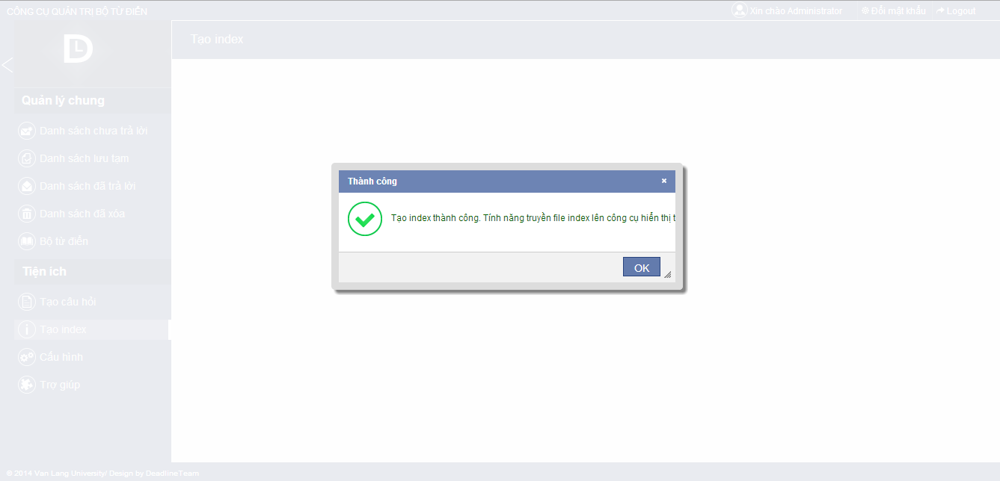 CÔNG CỤ QUẢN TRỊ BỘ TỪ ĐIỂN
Xin chào Administrator
Đổi mật khẩu
Logout
DL
Tạo index
Quản lý chung
Danh sách chưa trả lời
Danh sách lưu tạm
Danh sách đã trả lời
Danh sách đã xóa
Bộ từ điển
Tiện ích
Tạo câu hỏi
Tạo index
Cấu hình
Trợ giúp
Thành công
Tạo index thành công. Tính năng truyền file index lên công cụ hiển thị t
OK
© 2014 Van Lang University/ Design by DeadlineTeam